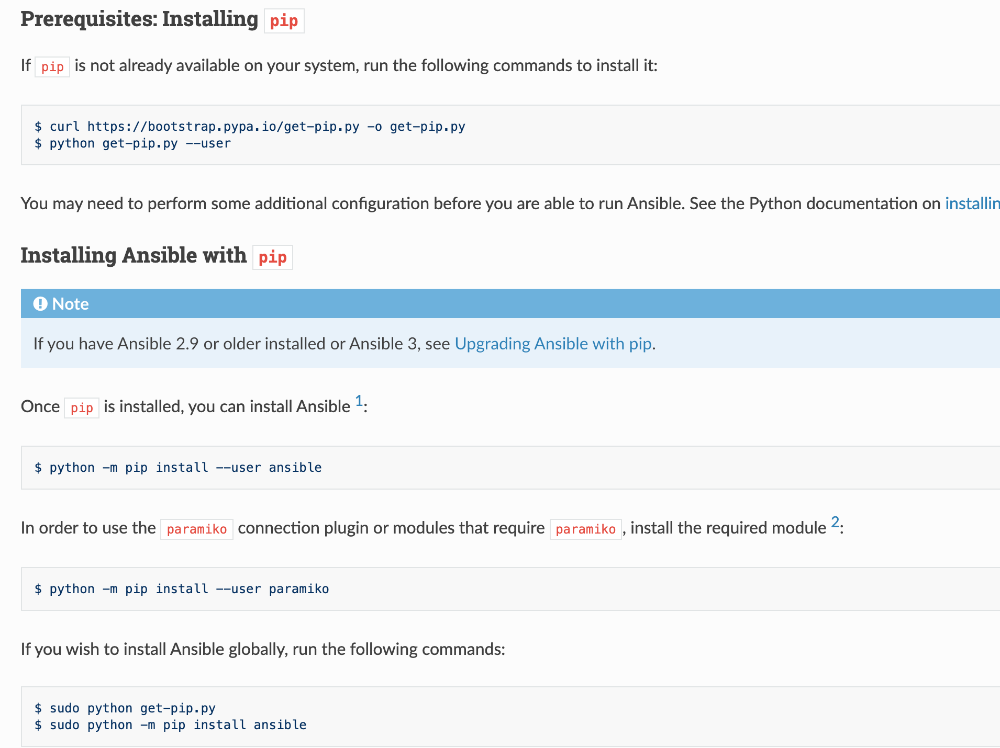 Prerequisites: Installing pip
If pip is not already available on your system, run the following commands to install it:
$ curl https://bootstrap.pypa.io/get-pip.py -o get-pip.py
$ python get-pip.py --user
You may need to perform some additional configuration before you are able to run Ansible. See the Python documentation on installin
Installing Ansible with pip
Note
If you have Ansible 2.9 or older installed or Ansible 3, see Upgrading Ansible with pip.
Once pip is installed, you can install Ansible 1:
$ python -m pip install --user ansible
In order to use the paramiko connection plugin or modules that require paramiko, install the required module 2:
$ python -m pip install --user paramiko
If you wish to install Ansible globally, run the following commands:
$ sudo python get-pip.py
$ sudo python -m pip install ansible